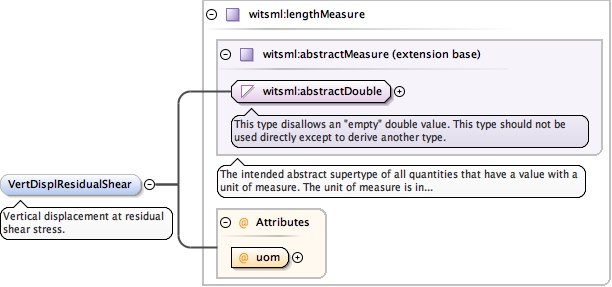 witsml:lengthMeasure
witsml:abstractMeasure (extension base)
witsml:abstractDouble
This type disallows an "empty" double value. This type should not be
used directly except to derive another type.
The intended abstract supertype of all quantities that have a value with a
unit of measure. The unit of measure is in...
VertDisplResidualShear
Vertical displacement at residual
shear stress.
@ Attributes
@ uom